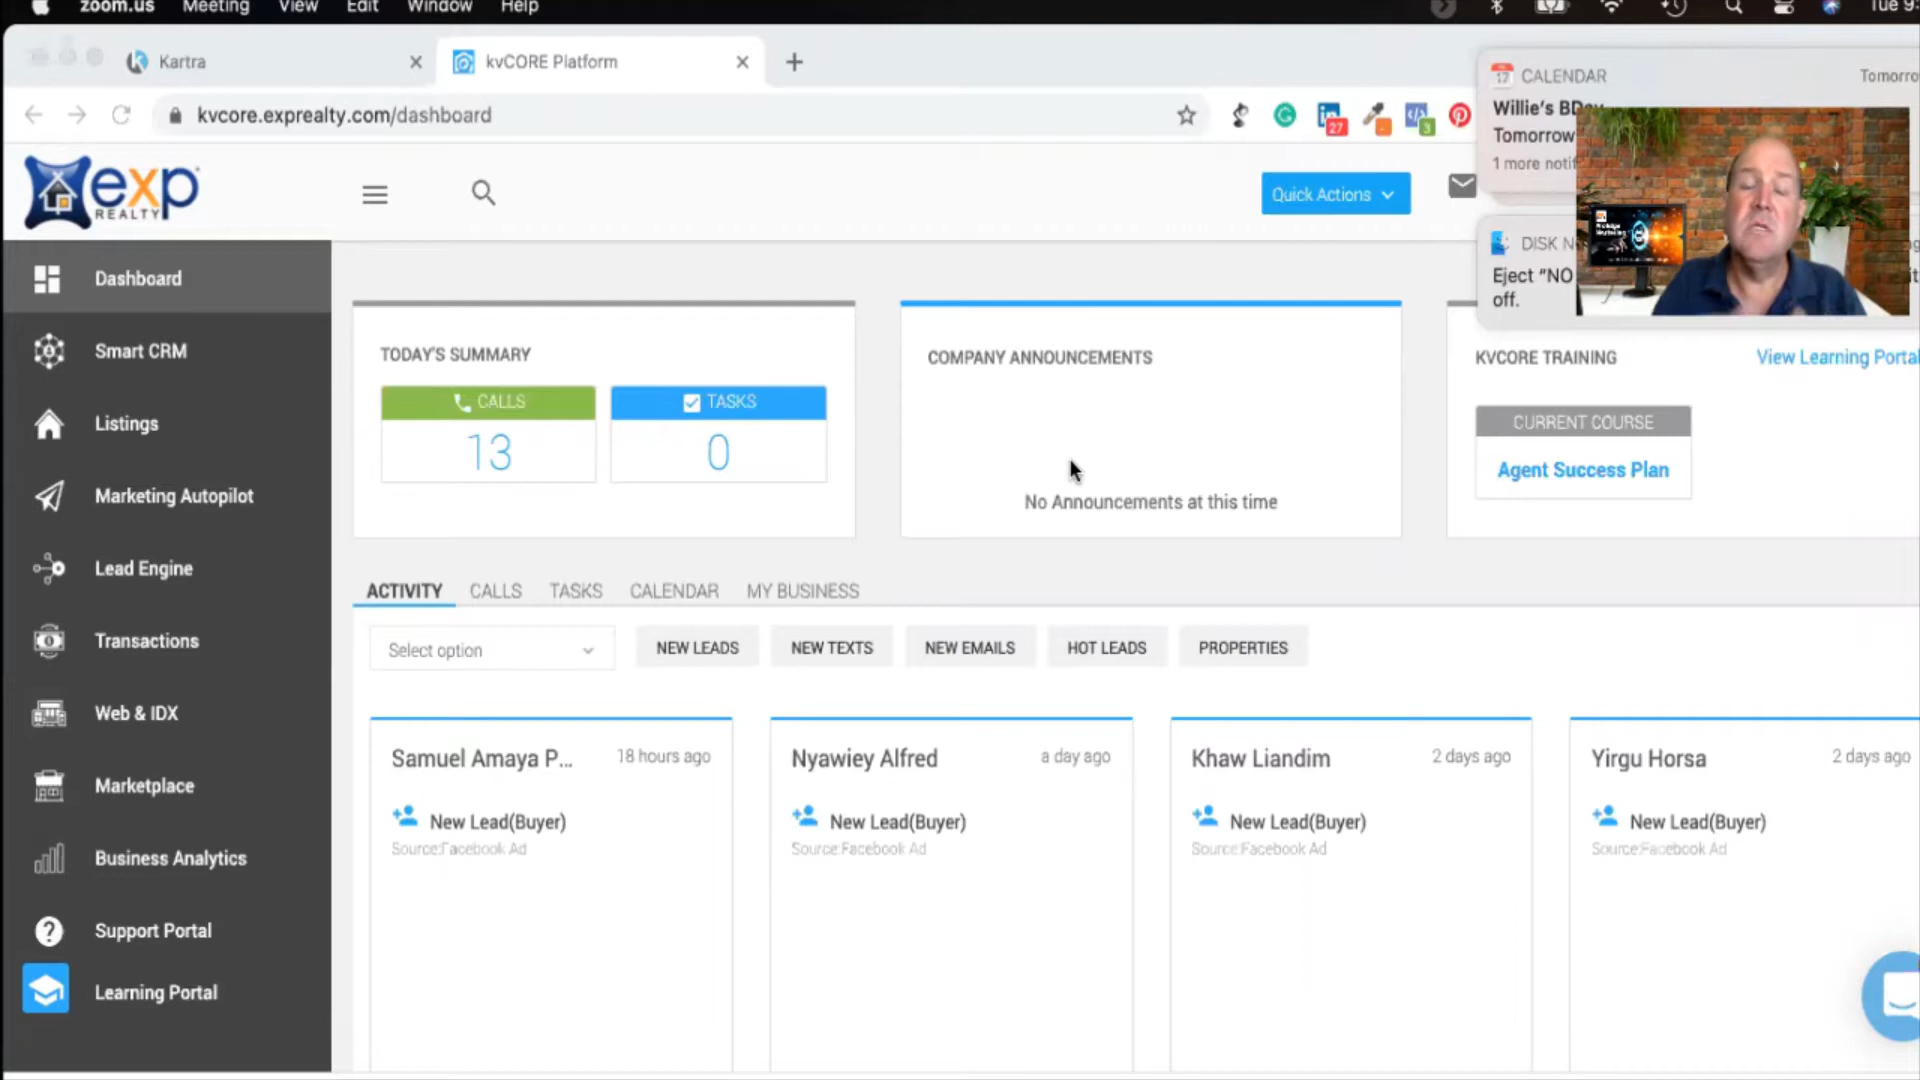 zoom.us Meeting View Edit Window Help
Kartra
kvCORE Platform
kvcore.exprealty.com/dashboard
27
3
17 CALENDAR
Willie's BDay
Tomorrow
1 more notif
Eject "NO
off.
exp
REALTY
Quick Actions
Dashboard
Smart CRM
Listings
Marketing Autopilot
Lead Engine
Transactions
Web & IDX
Marketplace
Business Analytics
Support Portal
Learning Portal
TODAY'S SUMMARY
CALLS
13
TASKS
0
COMPANY ANNOUNCEMENTS
No Announcements at this time
KVCORE TRAINING
View Learning Portal
CURRENT COURSE
Agent Success Plan
ACTIVITY CALLS TASKS CALENDAR MY BUSINESS
Select option
NEW LEADS NEW TEXTS NEW EMAILS HOT LEADS PROPERTIES
Samuel Amaya P... 18 hours ago
New Lead(Buyer)
Source:Facebook Ad
Nyawiey Alfred a day ago
New Lead(Buyer)
Source:Facebook Ad
Khaw Liandim 2 days ago
New Lead(Buyer)
Source:Facebook Ad
Yirgu Horsa 2 days ago
New Lead(Buyer)
Source:Facebook Ad